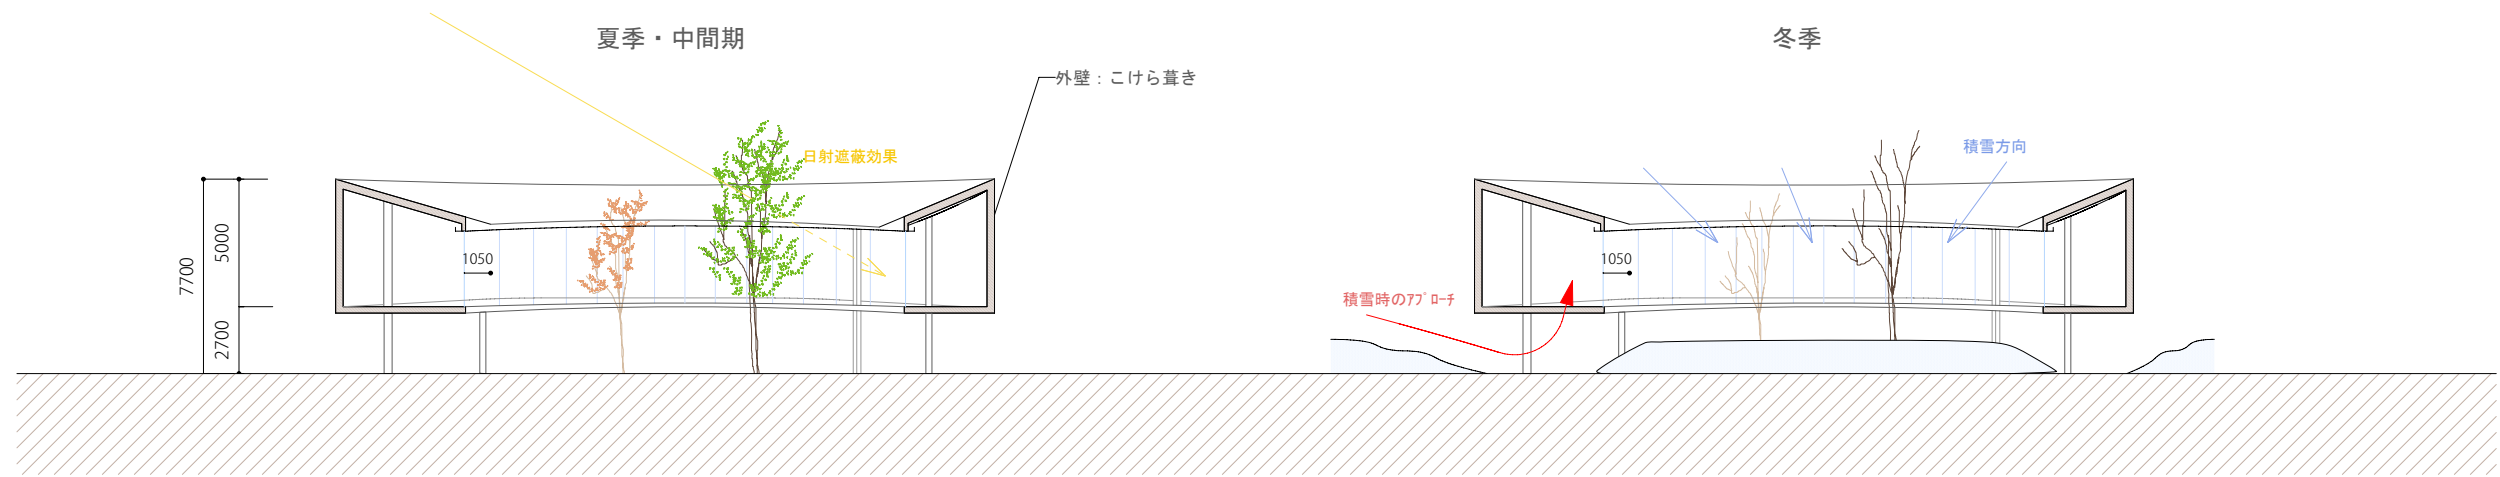 夏季・中間期
冬季
外壁：こけら葺き
日射遮蔽効果
積雪方向
7700
5000
2700
1050
1050
積雪時のｱﾌﾟﾛｰﾁ